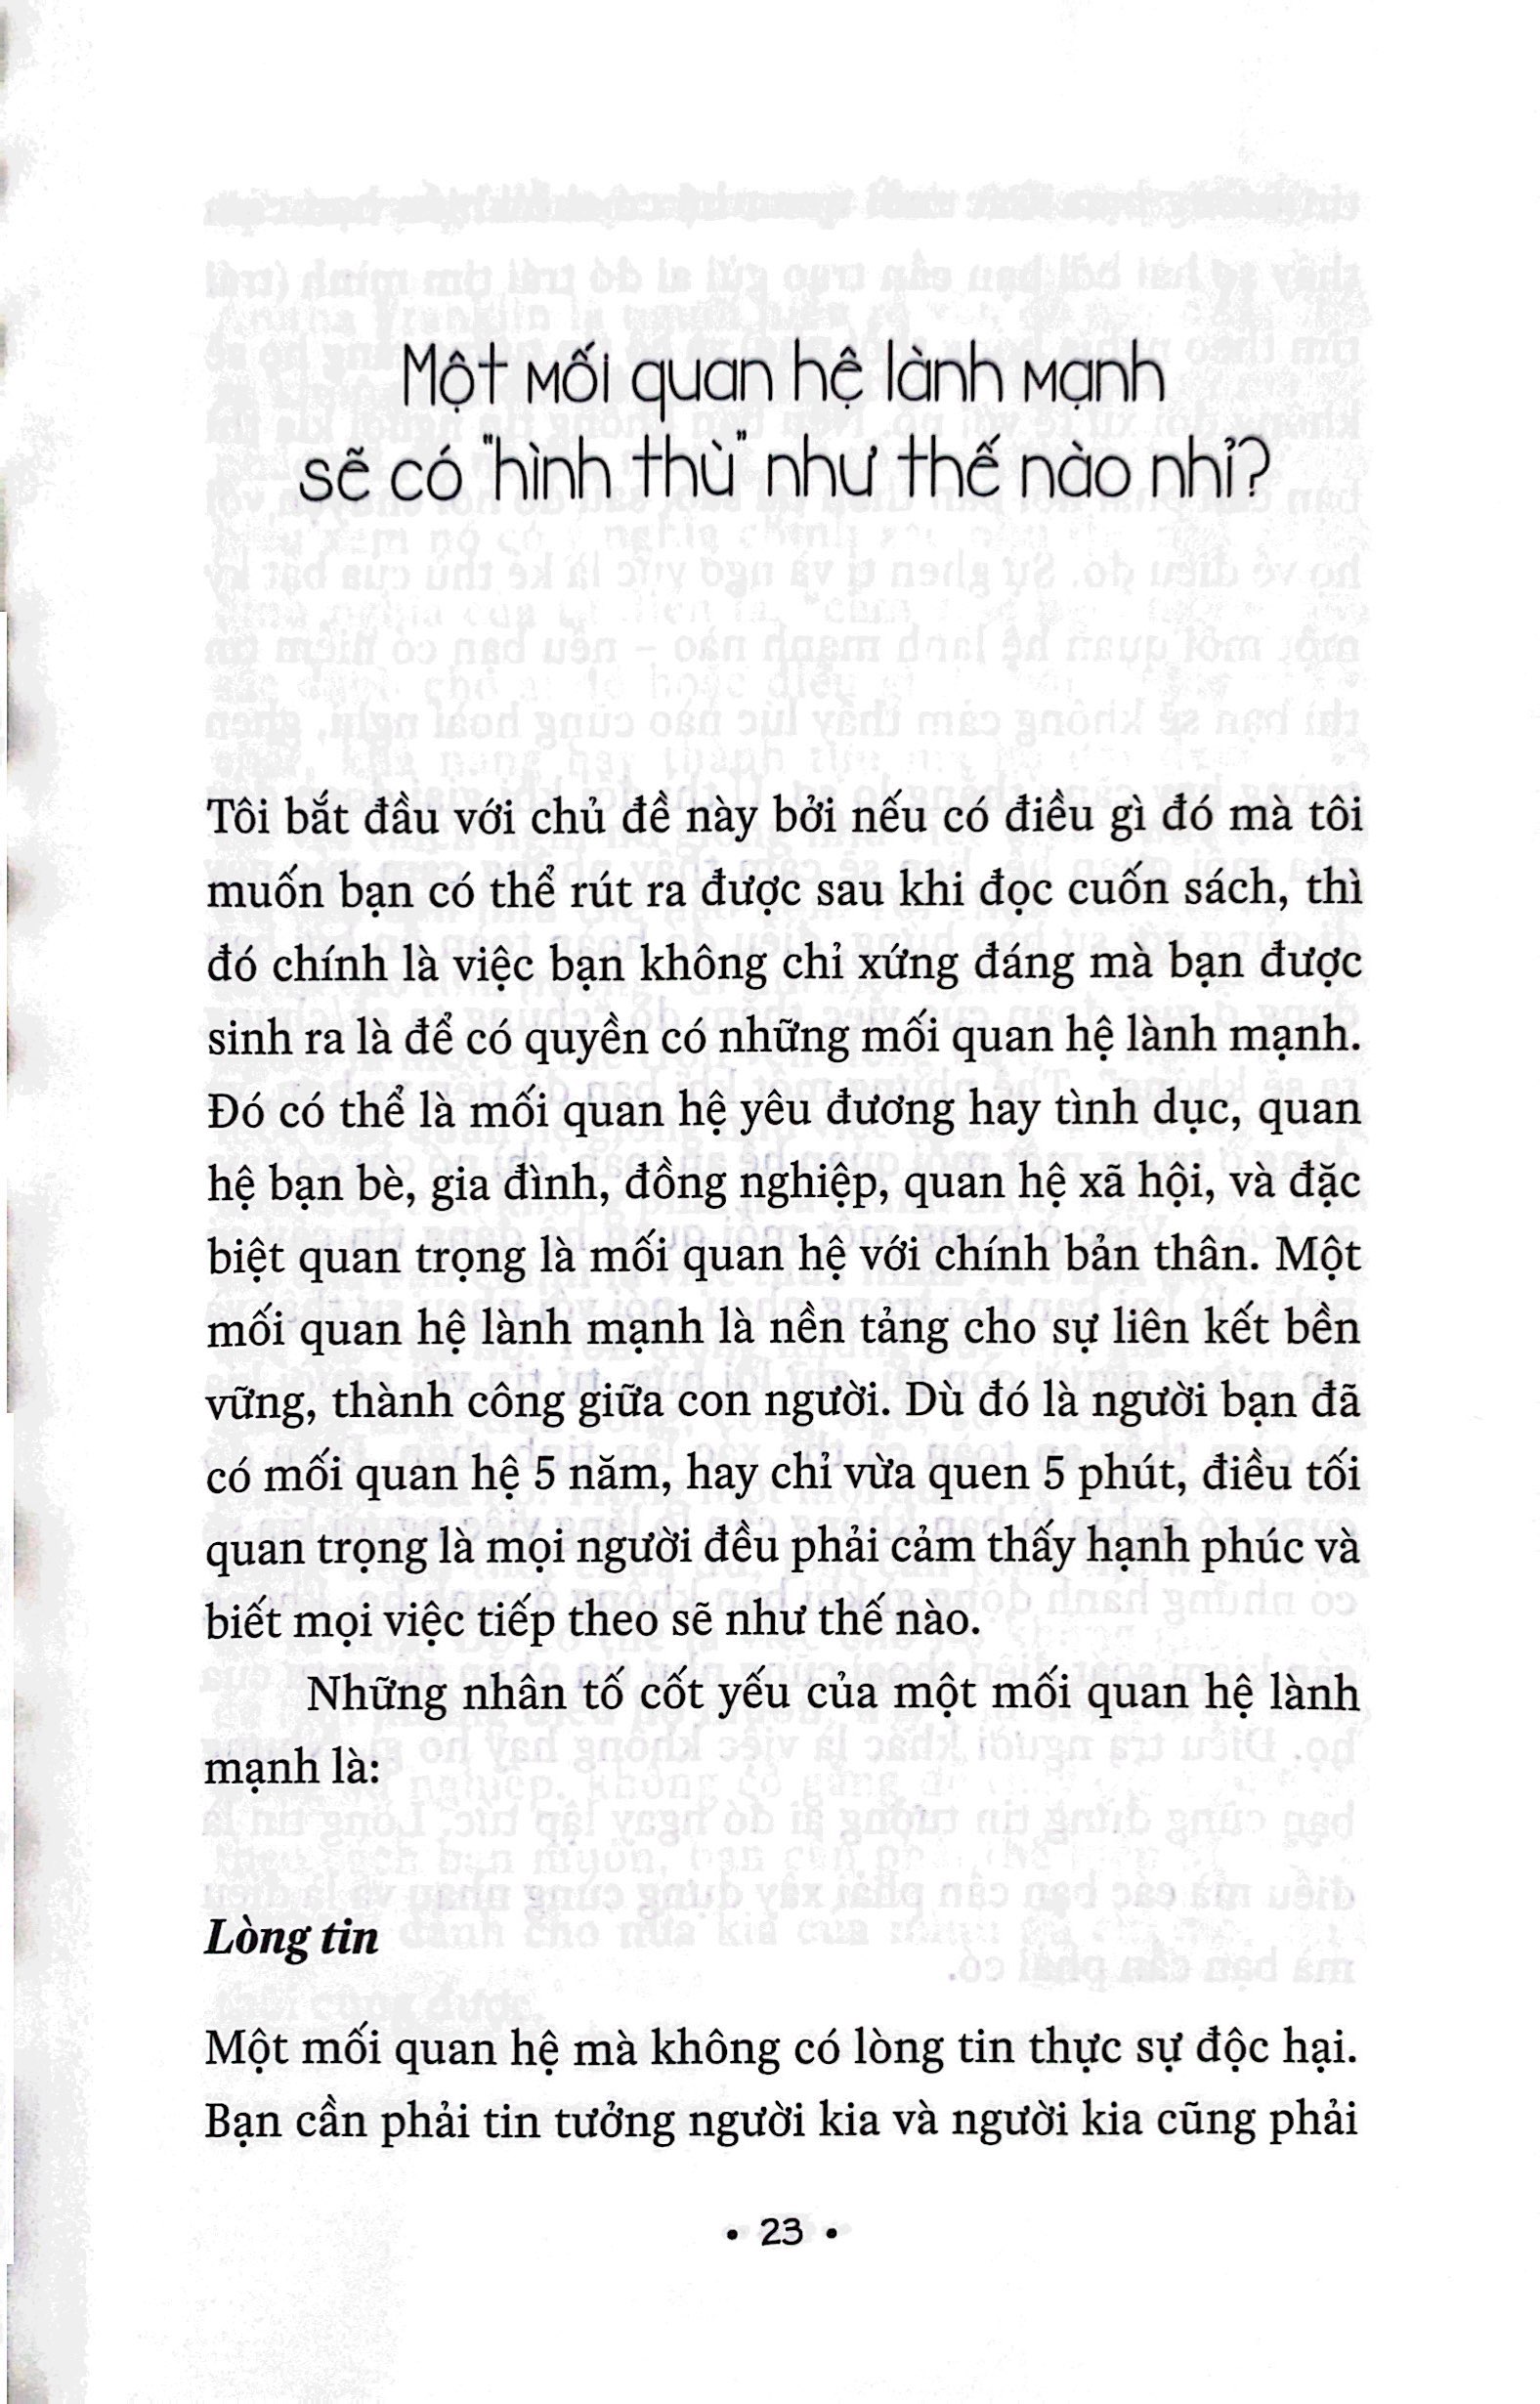 Một mối quan hệ lành mạnh
sẽ có "hình thù" như thế nào nhỉ?
Tôi bắt đầu với chủ đề này bởi nếu có điều gì đó mà tôi
muốn bạn có thể rút ra được sau khi đọc cuốn sách, thì
đó chính là việc bạn không chỉ xứng đáng mà bạn được
sinh ra là để có quyền có những mối quan hệ lành mạnh.
Đó có thể là mối quan hệ yêu đương hay tình dục, quan
hệ bạn bè, gia đình, đồng nghiệp, quan hệ xã hội, và đặc
biệt quan trọng là mối quan hệ với chính bản thân. Một
mối quan hệ lành mạnh là nền tảng cho sự liên kết bền
vững, thành công giữa con người. Dù đó là người bạn đã
có mối quan hệ 5 năm, hay chỉ vừa quen 5 phút, điều tối
quan trọng là mọi người đều phải cảm thấy hạnh phúc và
biết mọi việc tiếp theo sẽ như thế nào.
Những nhân tố cốt yếu của một mối quan hệ lành
mạnh là:
Lòng tin
Một mối quan hệ mà không có lòng tin thực sự độc hại.
Bạn cần phải tin tưởng người kia và người kia cũng phải
• 23 •